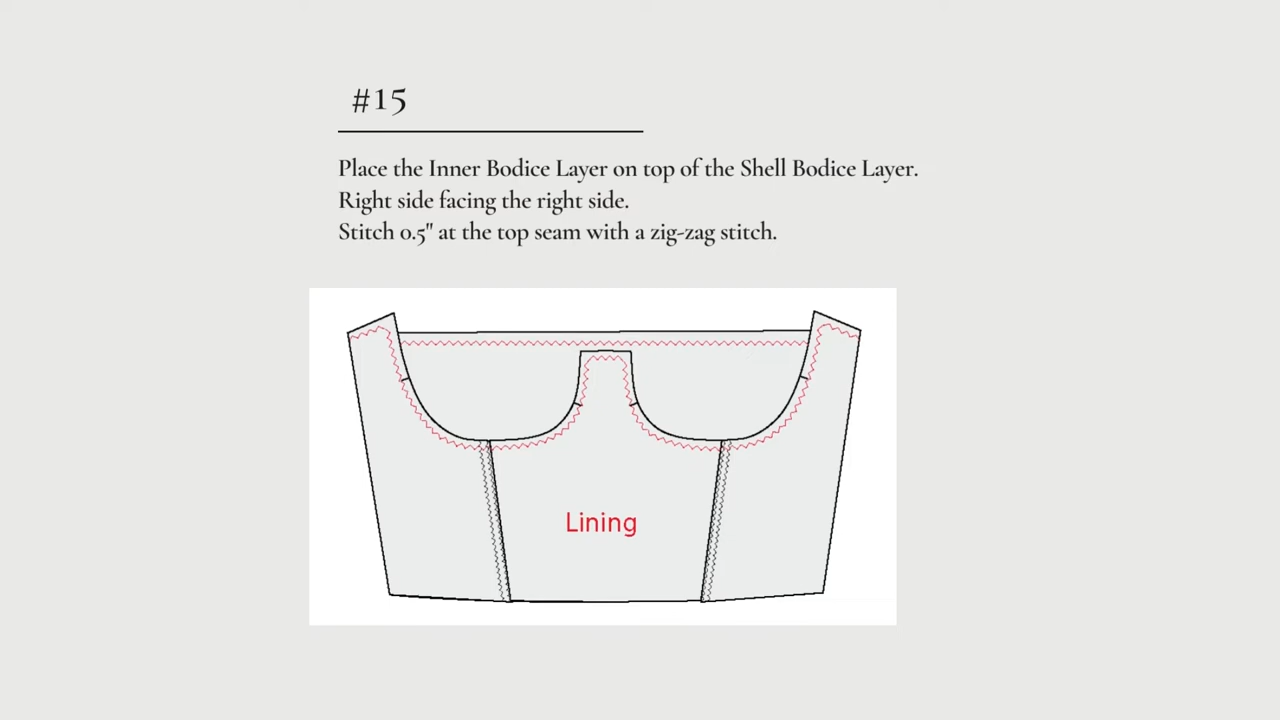 #15
Place the Inner Bodice Layer on top of the Shell Bodice Layer.
Right side facing the right side.
Stitch 0.5" at the top seam with a zig-zag stitch.
Lining